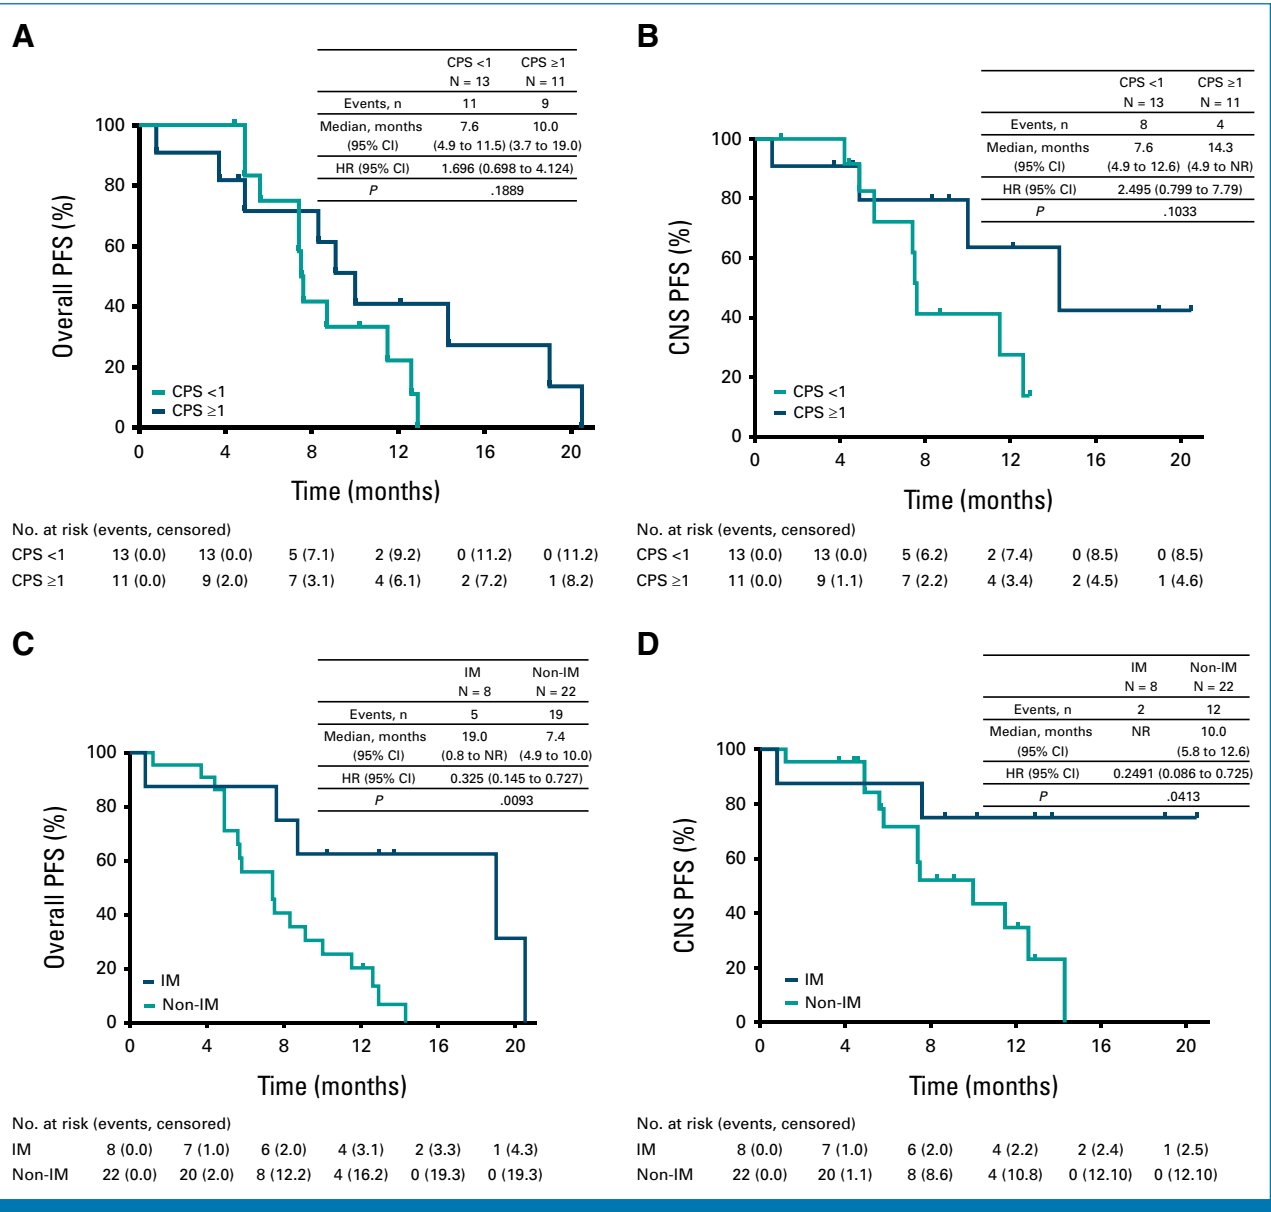 A
CPS <1 CPS ≥1
N = 13 N = 11
Events, n 11 9
Median, months 7.6 10.0
(95% CI) (4.9 to 11.5) (3.7 to 19.0)
HR (95% CI) 1.696 (0.698 to 4.124)
P .1889
Overall PFS (%)
100
80
60
40
20
0
CPS <1
CPS ≥1
0 4 8 12 16 20
Time (months)
No. at risk (events, censored)
CPS <1 13 (0.0) 13 (0.0) 5 (7.1) 2 (9.2) 0 (11.2) 0 (11.2)
CPS ≥1 11 (0.0) 9 (2.0) 7 (3.1) 4 (6.1) 2 (7.2) 1 (8.2)
B
CPS <1 CPS ≥1
N = 13 N = 11
Events, n 8 4
Median, months 7.6 14.3
(95% CI) (4.9 to 12.6) (4.9 to NR)
HR (95% CI) 2.495 (0.799 to 7.79)
P .1033
CNS PFS (%)
100
80
60
40
20
0
CPS <1
CPS ≥1
0 4 8 12 16 20
Time (months)
No. at risk (events, censored)
CPS <1 13 (0.0) 13 (0.0) 5 (6.2) 2 (7.4) 0 (8.5) 0 (8.5)
CPS ≥1 11 (0.0) 9 (1.1) 7 (2.2) 4 (3.4) 2 (4.5) 1 (4.6)
C
IM Non-IM
N = 8 N = 22
Events, n 5 19
Median, months 19.0 7.4
(95% CI) (0.8 to NR) (4.9 to 10.0)
HR (95% CI) 0.325 (0.145 to 0.727)
P .0093
Overall PFS (%)
100
80
60
40
20
0
IM
Non-IM
0 4 8 12 16 20
Time (months)
No. at risk (events, censored)
IM 8 (0.0) 7 (1.0) 6 (2.0) 4 (3.1) 2 (3.3) 1 (4.3)
Non-IM 22 (0.0) 20 (2.0) 8 (12.2) 4 (16.2) 0 (19.3) 0 (19.3)
D
IM Non-IM
N = 8 N = 22
Events, n 2 12
Median, months NR 10.0
(95% CI) (5.8 to 12.6)
HR (95% CI) 0.2491 (0.086 to 0.725)
P .0413
CNS PFS (%)
100
80
60
40
20
0
IM
Non-IM
0 4 8 12 16 20
Time (months)
No. at risk (events, censored)
IM 8 (0.0) 7 (1.0) 6 (2.0) 4 (2.2) 2 (2.4) 1 (2.5)
Non-IM 22 (0.0) 20 (1.1) 8 (8.6) 4 (10.8) 0 (12.10) 0 (12.10)